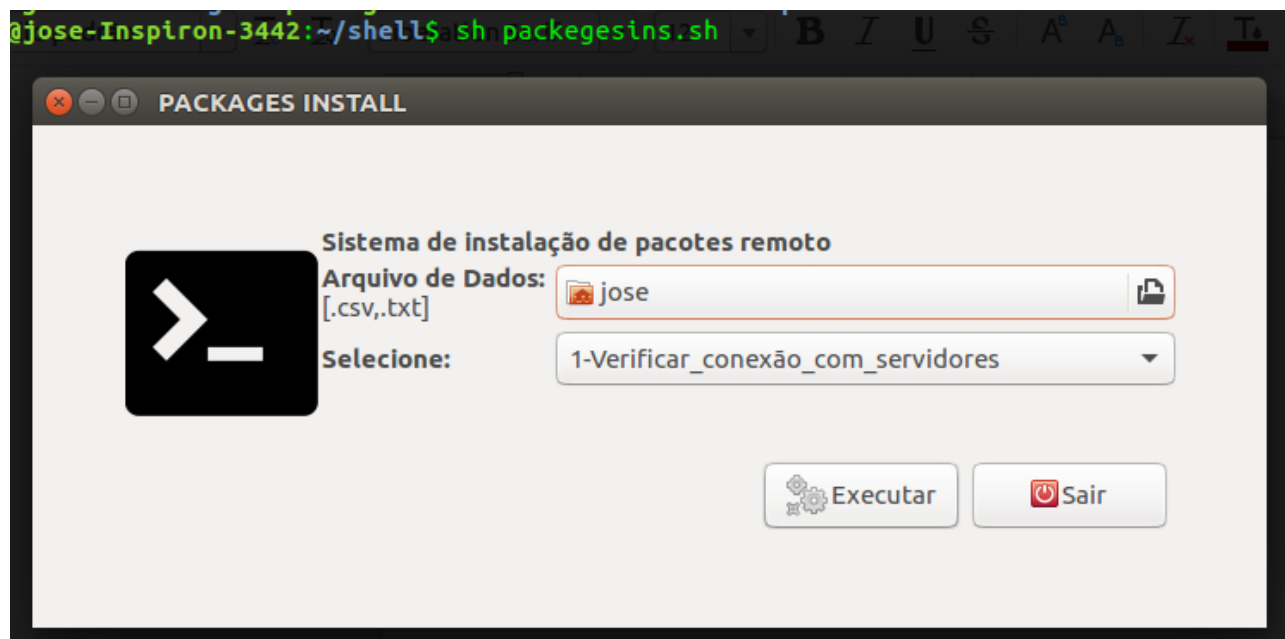 @jose-Inspiron-3442:~/shell$ sh packegesins.sh
PACKAGES INSTALL
Sistema de instalação de pacotes remoto
Arquivo de Dados:
[.csv,.txt]
jose
Selecione:
1-Verificar_conexão_com_servidores
Executar
Sair